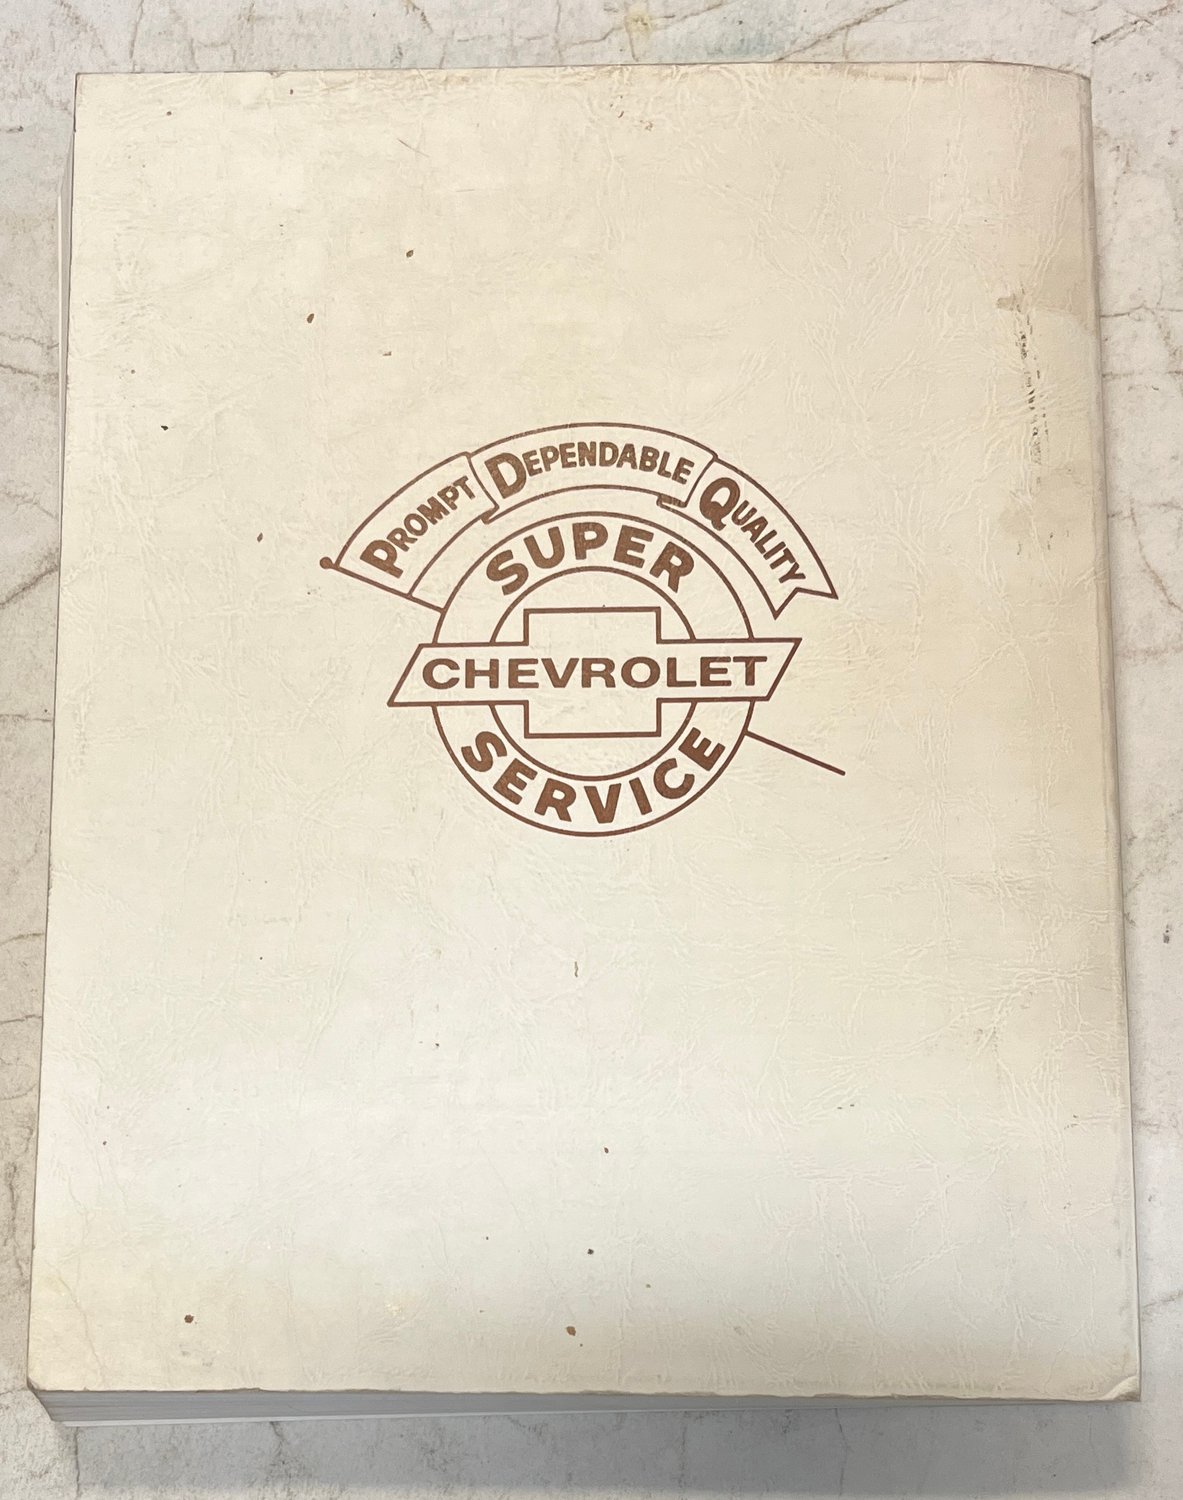 PROMPT DEPENDABLE QUALITY
SUPER
CHEVROLET
SERVICE